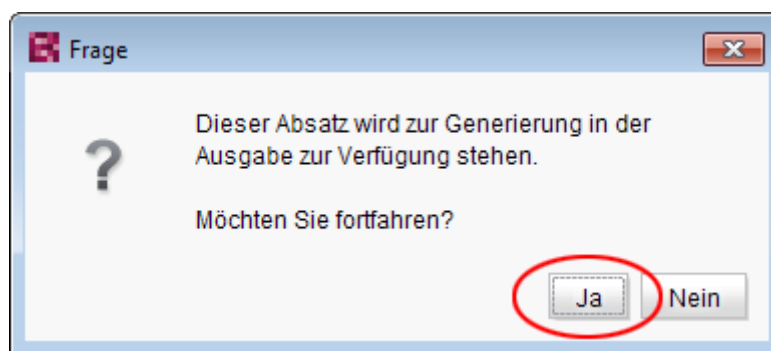 Frage
Dieser Absatz wird zur Generierung in der
Ausgabe zur Verfügung stehen.
Möchten Sie fortfahren?
Ja Nein